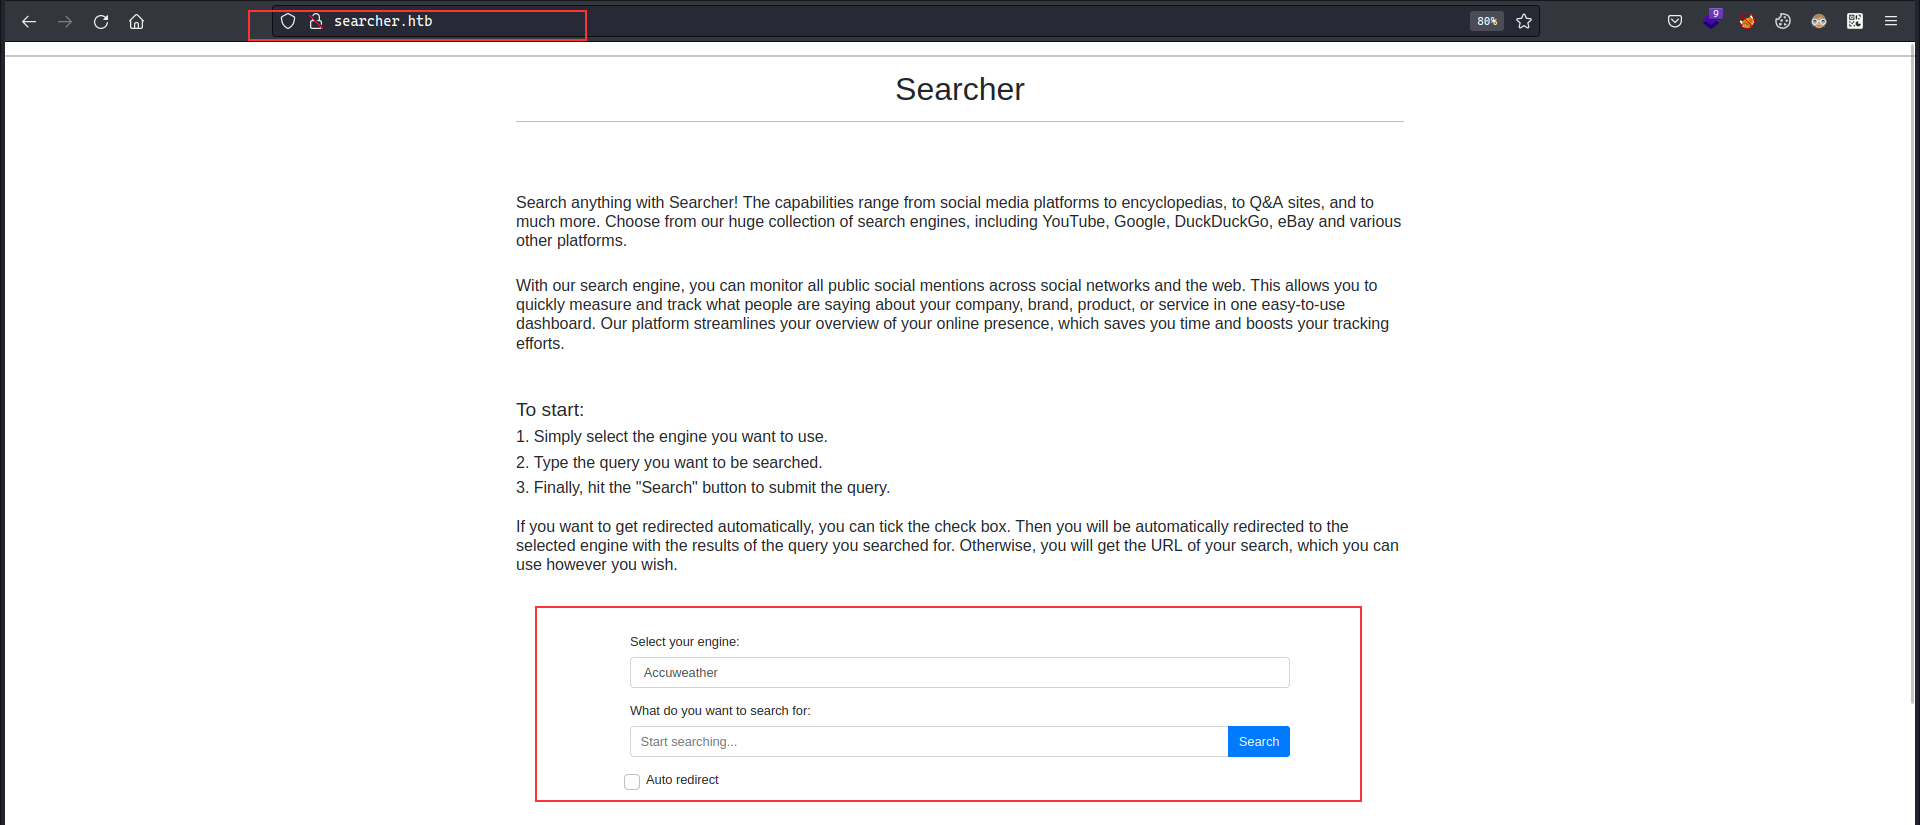 searcher.htb
80%
9
Searcher
Search anything with Searcher! The capabilities range from social media platforms to encyclopedias, to Q&A sites, and to
much more. Choose from our huge collection of search engines, including YouTube, Google, DuckDuckGo, eBay and various
other platforms.
With our search engine, you can monitor all public social mentions across social networks and the web. This allows you to
quickly measure and track what people are saying about your company, brand, product, or service in one easy-to-use
dashboard. Our platform streamlines your overview of your online presence, which saves you time and boosts your tracking
efforts.
To start:
1. Simply select the engine you want to use.
2. Type the query you want to be searched.
3. Finally, hit the "Search" button to submit the query.
If you want to get redirected automatically, you can tick the check box. Then you will be automatically redirected to the
selected engine with the results of the query you searched for. Otherwise, you will get the URL of your search, which you can
use however you wish.
Select your engine:
Accuweather
What do you want to search for:
Start searching...
Search
Auto redirect